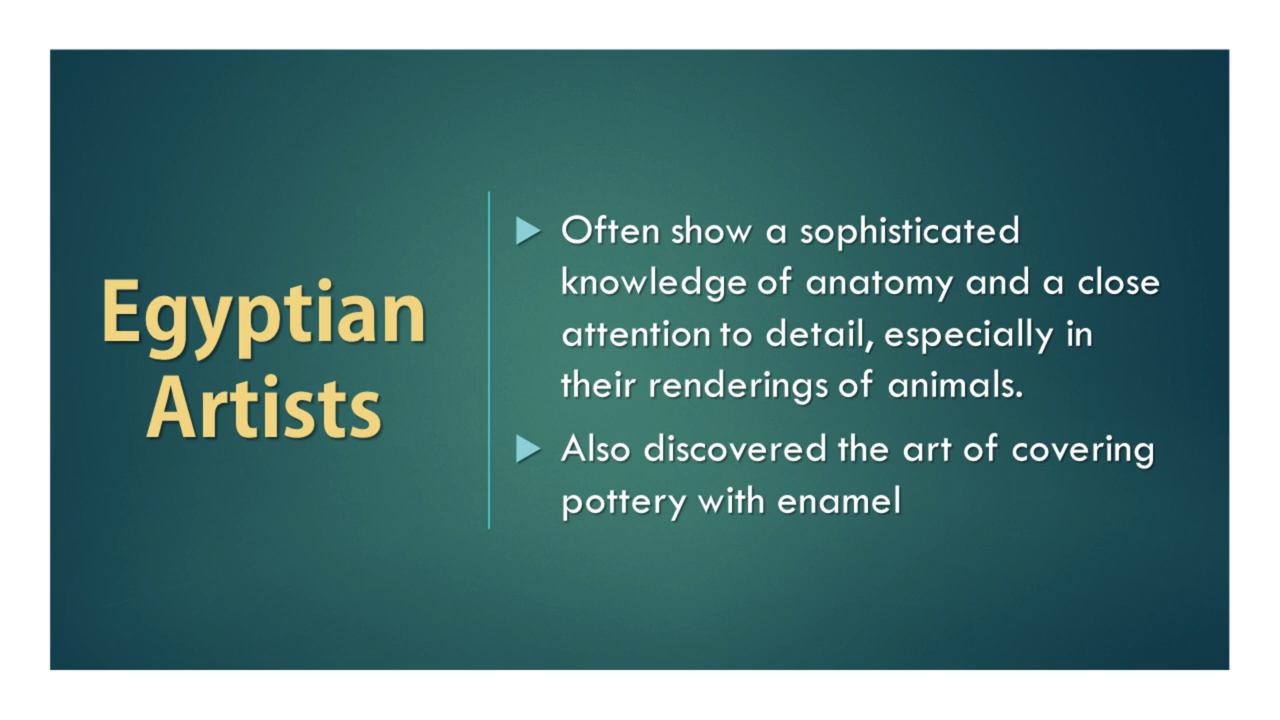 Egyptian
Artists
Often show a sophisticated
knowledge of anatomy and a close
attention to detail, especially in
their renderings of animals.
Also discovered the art of covering
pottery with enamel